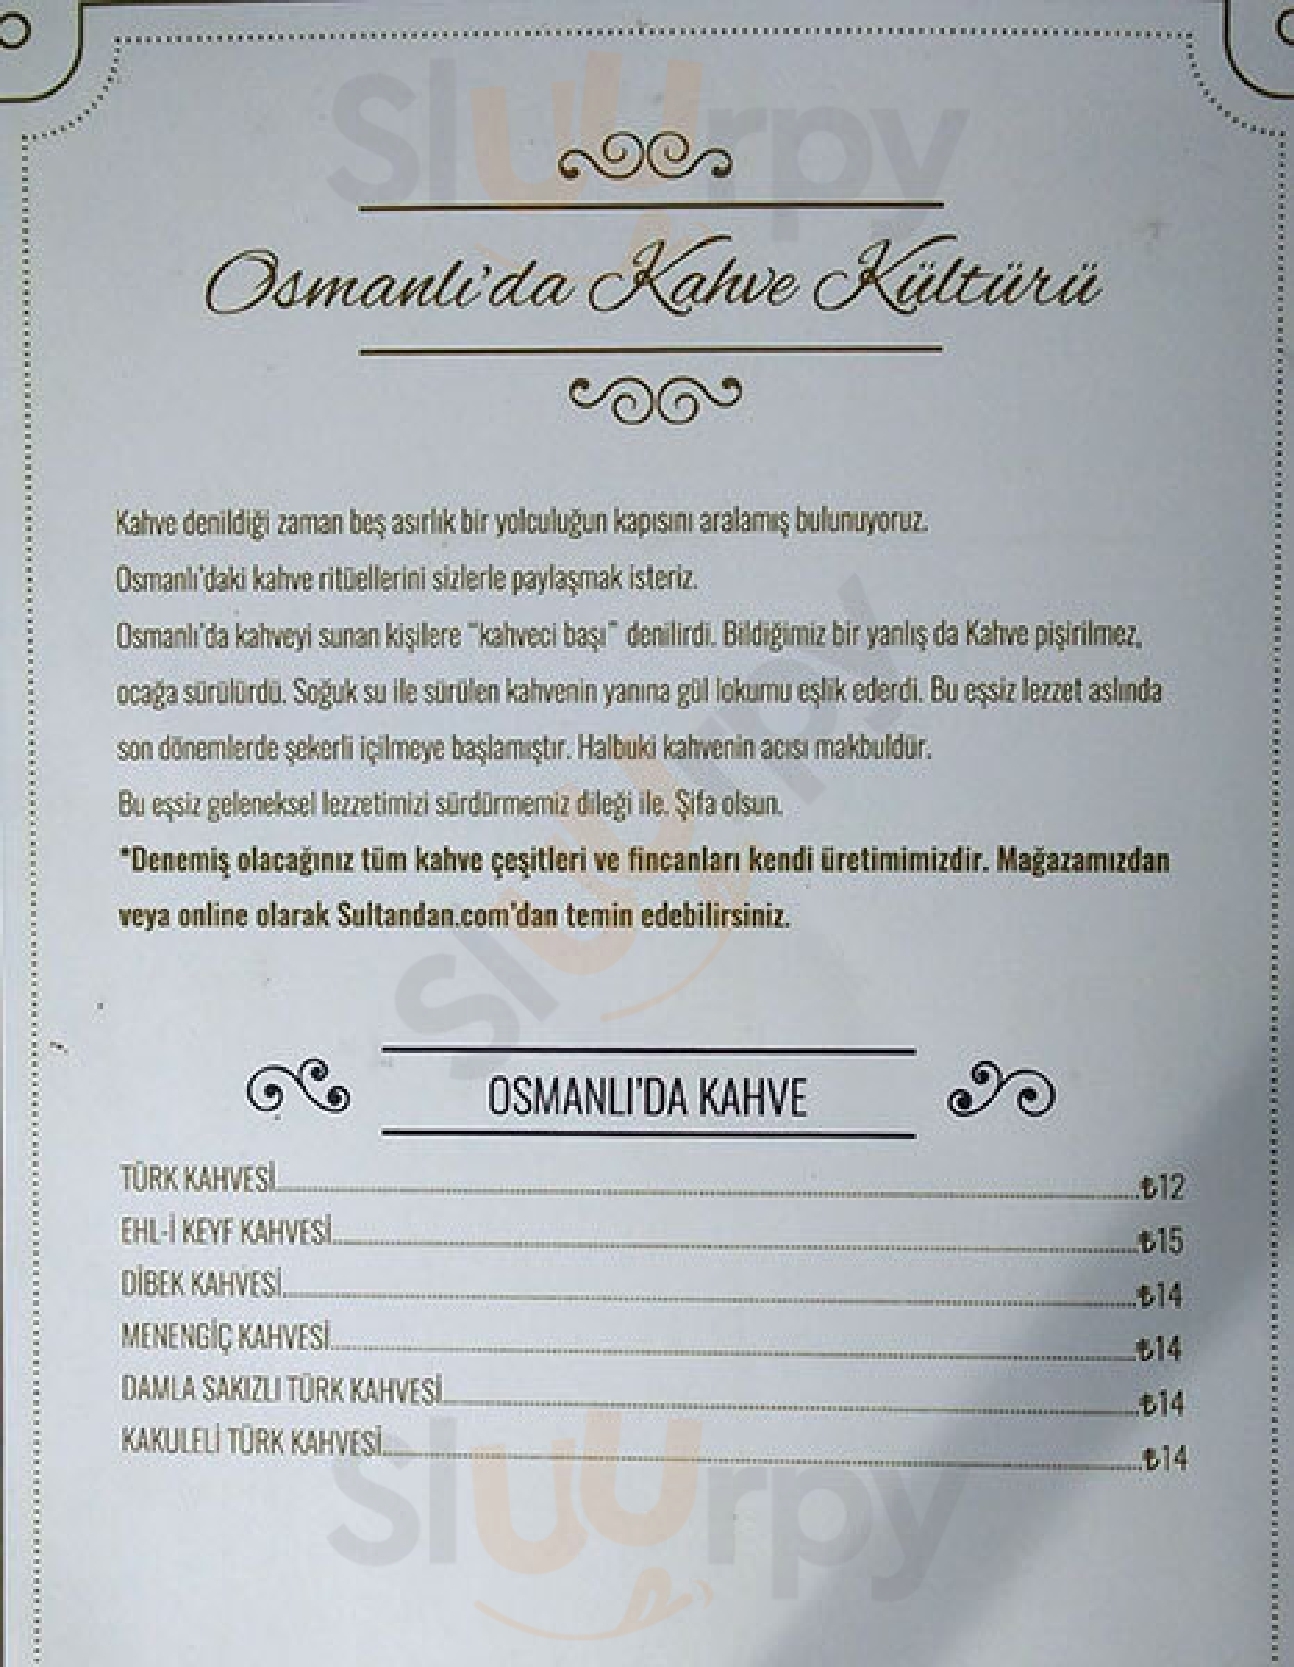 Sluurpy
Osmanlı'da Kahve Kültürü
Kahve denildiği zaman beş asırlık bir yolculuğun kapısını aralamış bulunuyoruz.
Osmanlı'daki kahve ritüellerini sizlerle paylaşmak isteriz.
Osmanlı'da kahveyi sunan kişilere "kahveci başı" denilirdi. Bildiğimiz bir yanlış da Kahve pişirilmez,
ocağa sürülürdü. Soğuk su ile sürülen kahvenin yanına gül lokumu eşlik ederdi. Bu eşsiz lezzet aslında
son dönemlerde şekerli içilmeye başlamıştır. Halbuki kahvenin acısı makbuldür.
Bu eşsiz geleneksel lezzetimizi sürdürmemiz dileği ile. Şifa olsun.
*Denemiş olacağınız tüm kahve çeşitleri ve fincanları kendi üretimimizdir. Mağazamızdan
veya online olarak Sultandan.com'dan temin edebilirsiniz.
Sluurpy
OSMANLI'DA KAHVE
TÜRK KAHVESİ ₺12
EHL-İ KEYF KAHVESİ ₺15
DİBEK KAHVESİ ₺14
MENENGİÇ KAHVESİ ₺14
DAMLA SAKIZLI TÜRK KAHVESİ ₺14
KAKULELİ TÜRK KAHVESİ ₺14
Sluurpy